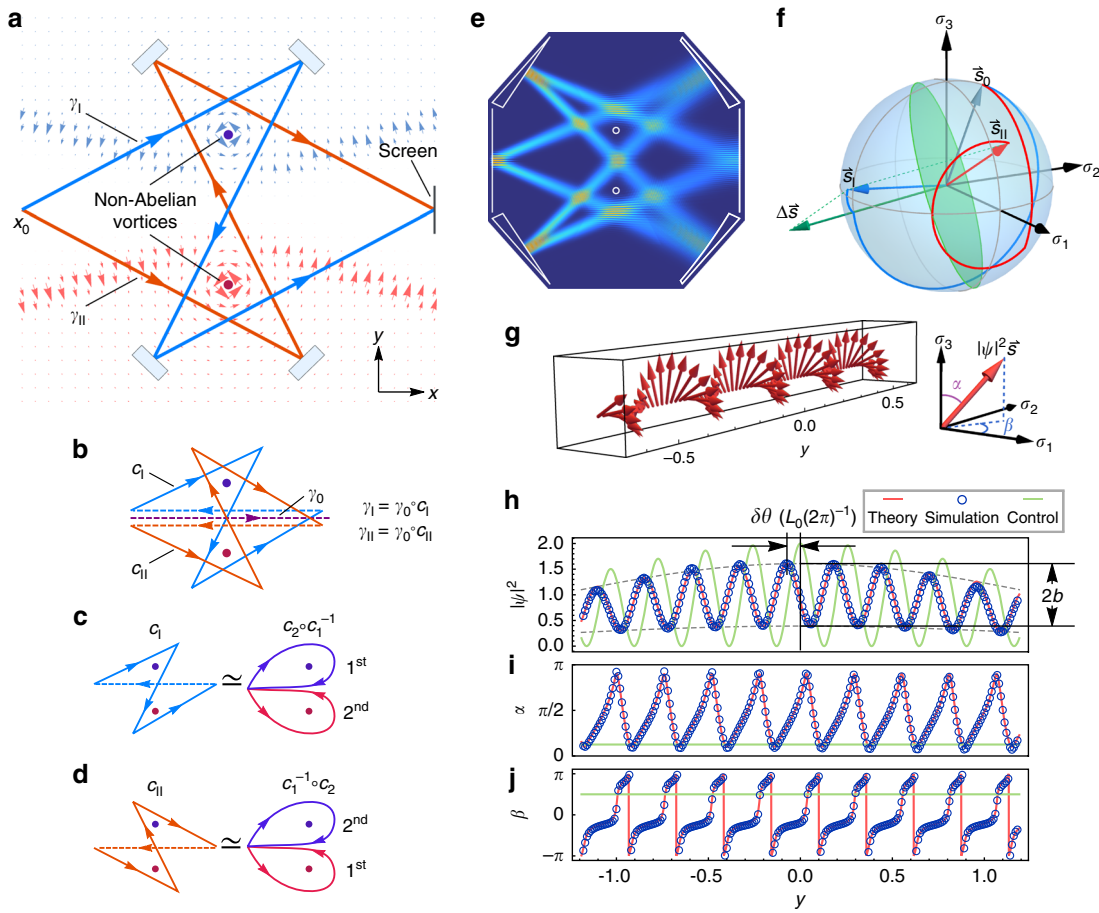 a
γI
Screen
Non-Abelian
vortices
x0
γII
y
x
b
cI
γ0
γI = γ0∘cI
γII = γ0∘cII
cII
c
cI
c2∘c1⁻¹
≃
1st
2nd
d
cII
c1⁻¹∘c2
≃
2nd
1st
e
f
σ3
s⃗0
s⃗II
σ2
s⃗I
Δs⃗
σ1
g
0.5
0.0
−0.5
y
σ3
|ψ|² s⃗
α
σ2
β
σ1
h
δθ (L0(2π)⁻¹)
Theory Simulation Control
2.0
1.5
1.0
0.5
0.0
|ψ|²
2b
i
π
π/2
0
α
j
π
0
−π
β
-1.0 -0.5 0.0 0.5 1.0
y